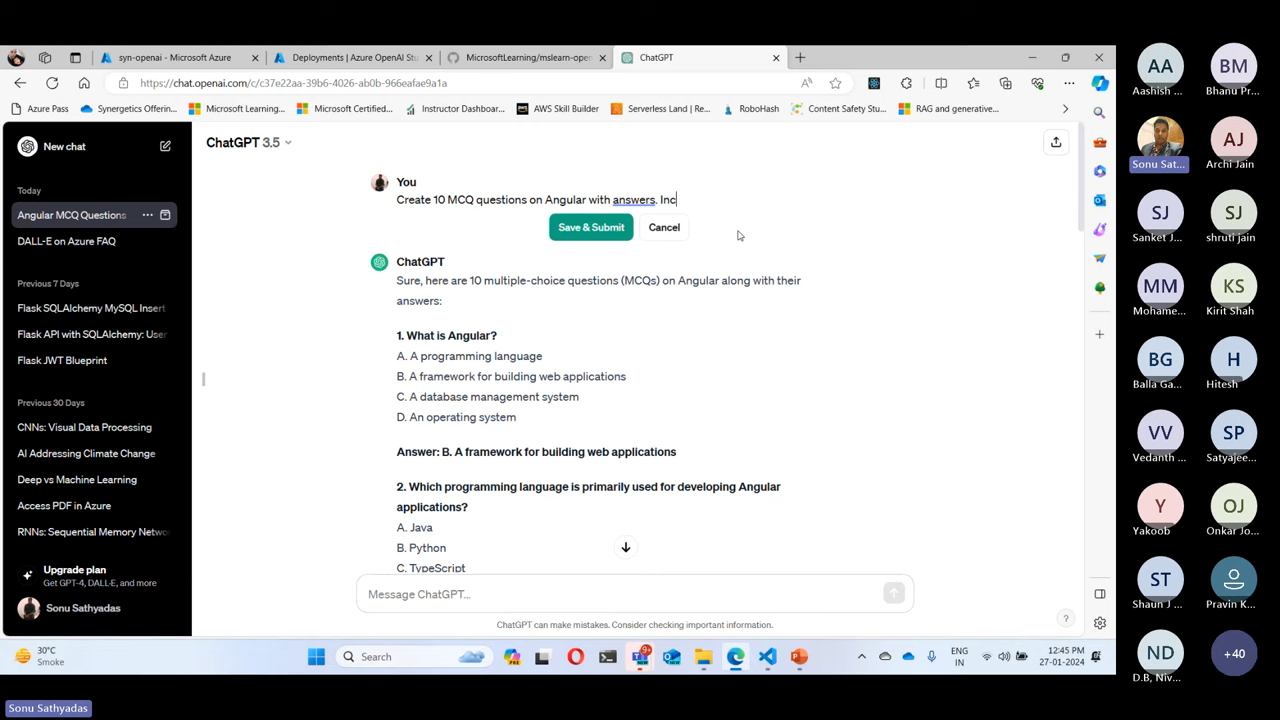 syn-openai - Microsoft Azure
Deployments | Azure OpenAI Stu
MicrosoftLearning/mslearn-open
ChatGPT
https://chat.openai.com/c/c37e22aa-39b6-4026-ab0b-966eafae9a1a
Azure Pass
Synergetics Offering...
Microsoft Learning...
Microsoft Certified...
Instructor Dashboar...
AWS Skill Builder
Serverless Land | Re...
RoboHash
Content Safety Stu...
RAG and generative...
New chat
Today
Angular MCQ Questions
DALL-E on Azure FAQ
Previous 7 Days
Flask SQLAlchemy MySQL Insert
Flask API with SQLAlchemy: User
Flask JWT Blueprint
Previous 30 Days
CNNs: Visual Data Processing
AI Addressing Climate Change
Deep vs Machine Learning
Access PDF in Azure
RNNs: Sequential Memory Netwo
Upgrade plan
Get GPT-4, DALL·E, and more
Sonu Sathyadas
ChatGPT 3.5
You
Create 10 MCQ questions on Angular with answers. Inc
Save & Submit
Cancel
ChatGPT
Sure, here are 10 multiple-choice questions (MCQs) on Angular along with their
answers:
1. What is Angular?
A. A programming language
B. A framework for building web applications
C. A database management system
D. An operating system
Answer: B. A framework for building web applications
2. Which programming language is primarily used for developing Angular
applications?
A. Java
B. Python
C. TypeScript
Message ChatGPT...
ChatGPT can make mistakes. Consider checking important information.
?
30°C
Smoke
Search
9+
ENG
IN
12:45 PM
27-01-2024
Sonu Sathyadas
AA
Aashish ...
BM
Bhanu Pr...
Sonu Sat...
AJ
Archi Jain
SJ
Sanket J...
SJ
shruti jain
MM
Mohame...
KS
Kirit Shah
BG
Balla Ga...
H
Hitesh
VV
Vedanth ...
SP
Satyajee...
Y
Yakoob
OJ
Onkar Jo...
ST
Shaun J ...
Pravin K...
ND
D.B, Niv...
+40